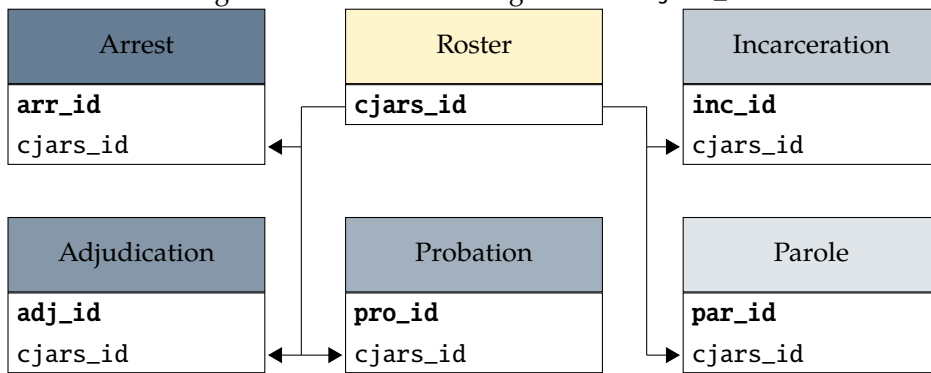 Arrest
arr_id
cjars_id
Roster
cjars_id
Incarceration
inc_id
cjars_id
Adjudication
adj_id
cjars_id
Probation
pro_id
cjars_id
Parole
par_id
cjars_id